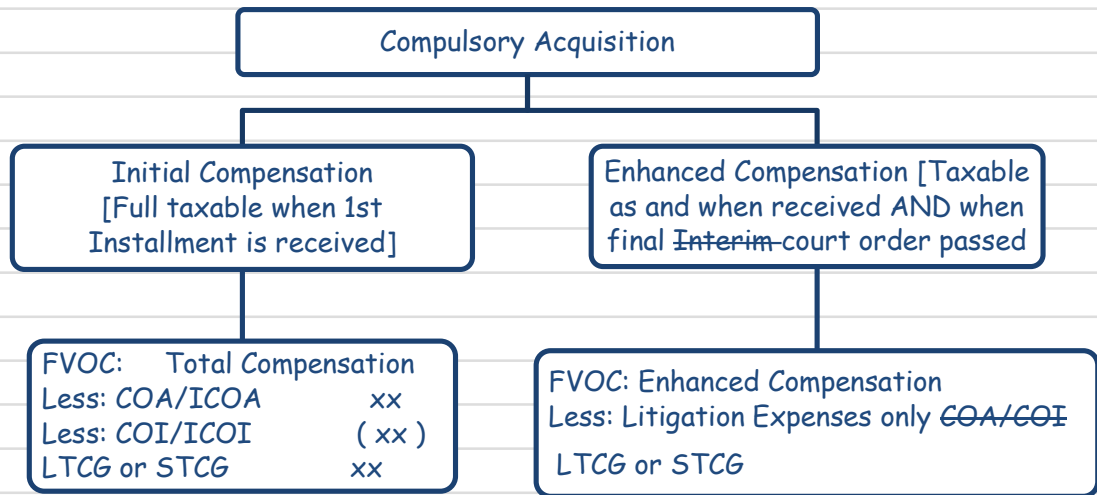 Compulsory Acquisition
Initial Compensation
[Full taxable when 1st
Installment is received]
Enhanced Compensation [Taxable
as and when received AND when
final Interim court order passed
FVOC: Total Compensation
Less: COA/ICOA xx
Less: COI/ICOI ( xx )
LTCG or STCG xx
FVOC: Enhanced Compensation
Less: Litigation Expenses only COA/COI
LTCG or STCG